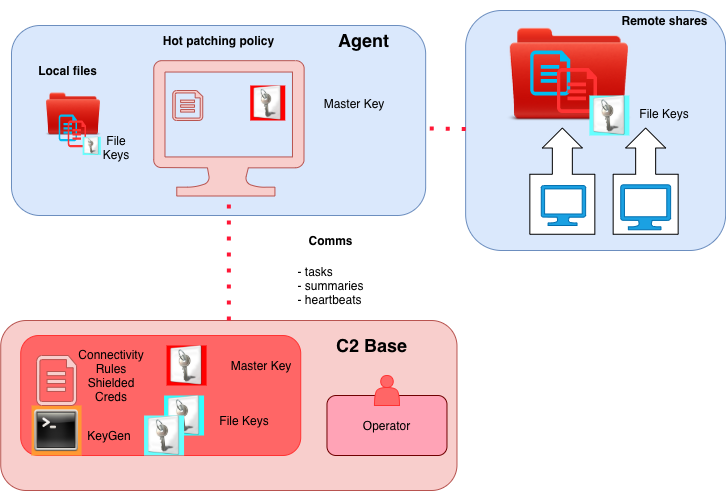 Hot patching policy
Agent
Local files
Master Key
File
Keys
Remote shares
File Keys
Comms
- tasks
- summaries
- heartbeats
C2 Base
Connectivity
Rules
Shielded
Creds
Master Key
>_
KeyGen
File Keys
Operator